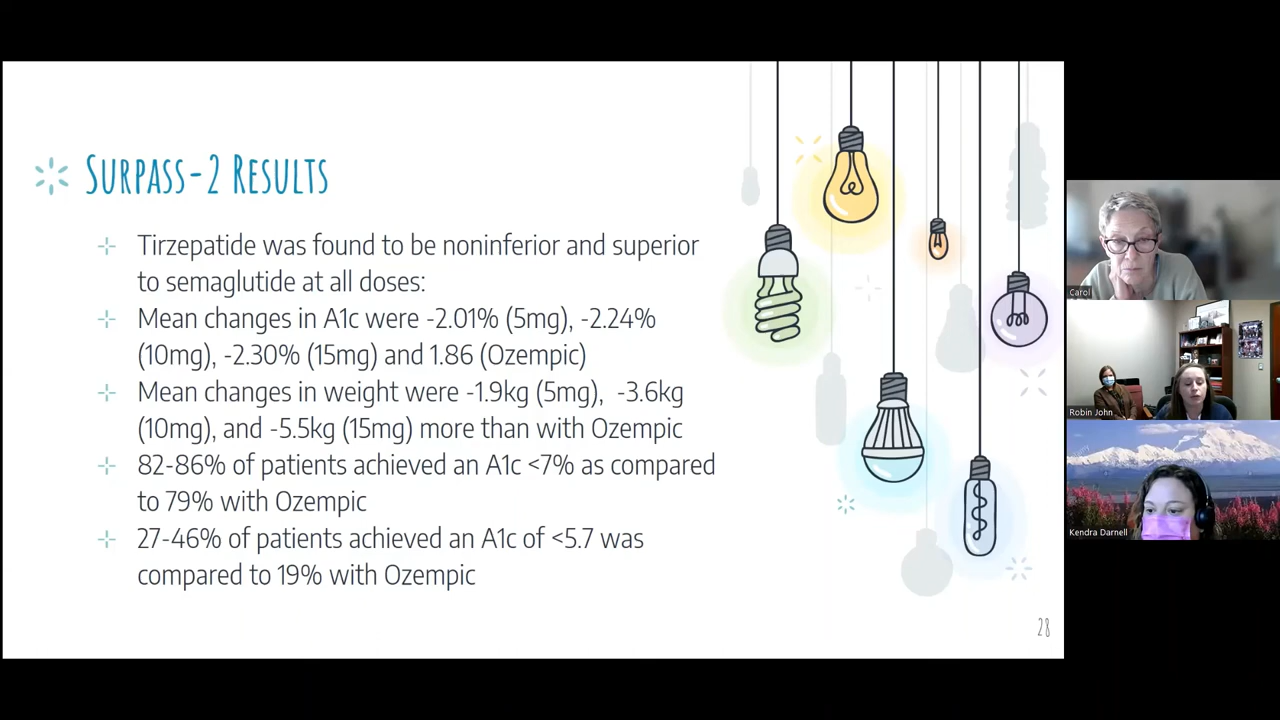 Surpass-2 Results
Tirzepatide was found to be noninferior and superior
to semaglutide at all doses:
Mean changes in A1c were -2.01% (5mg), -2.24%
(10mg), -2.30% (15mg) and 1.86 (Ozempic)
Mean changes in weight were -1.9kg (5mg), -3.6kg
(10mg), and -5.5kg (15mg) more than with Ozempic
82-86% of patients achieved an A1c <7% as compared
to 79% with Ozempic
27-46% of patients achieved an A1c of <5.7 was
compared to 19% with Ozempic
28
Carol
Robin John
Kendra Darnell